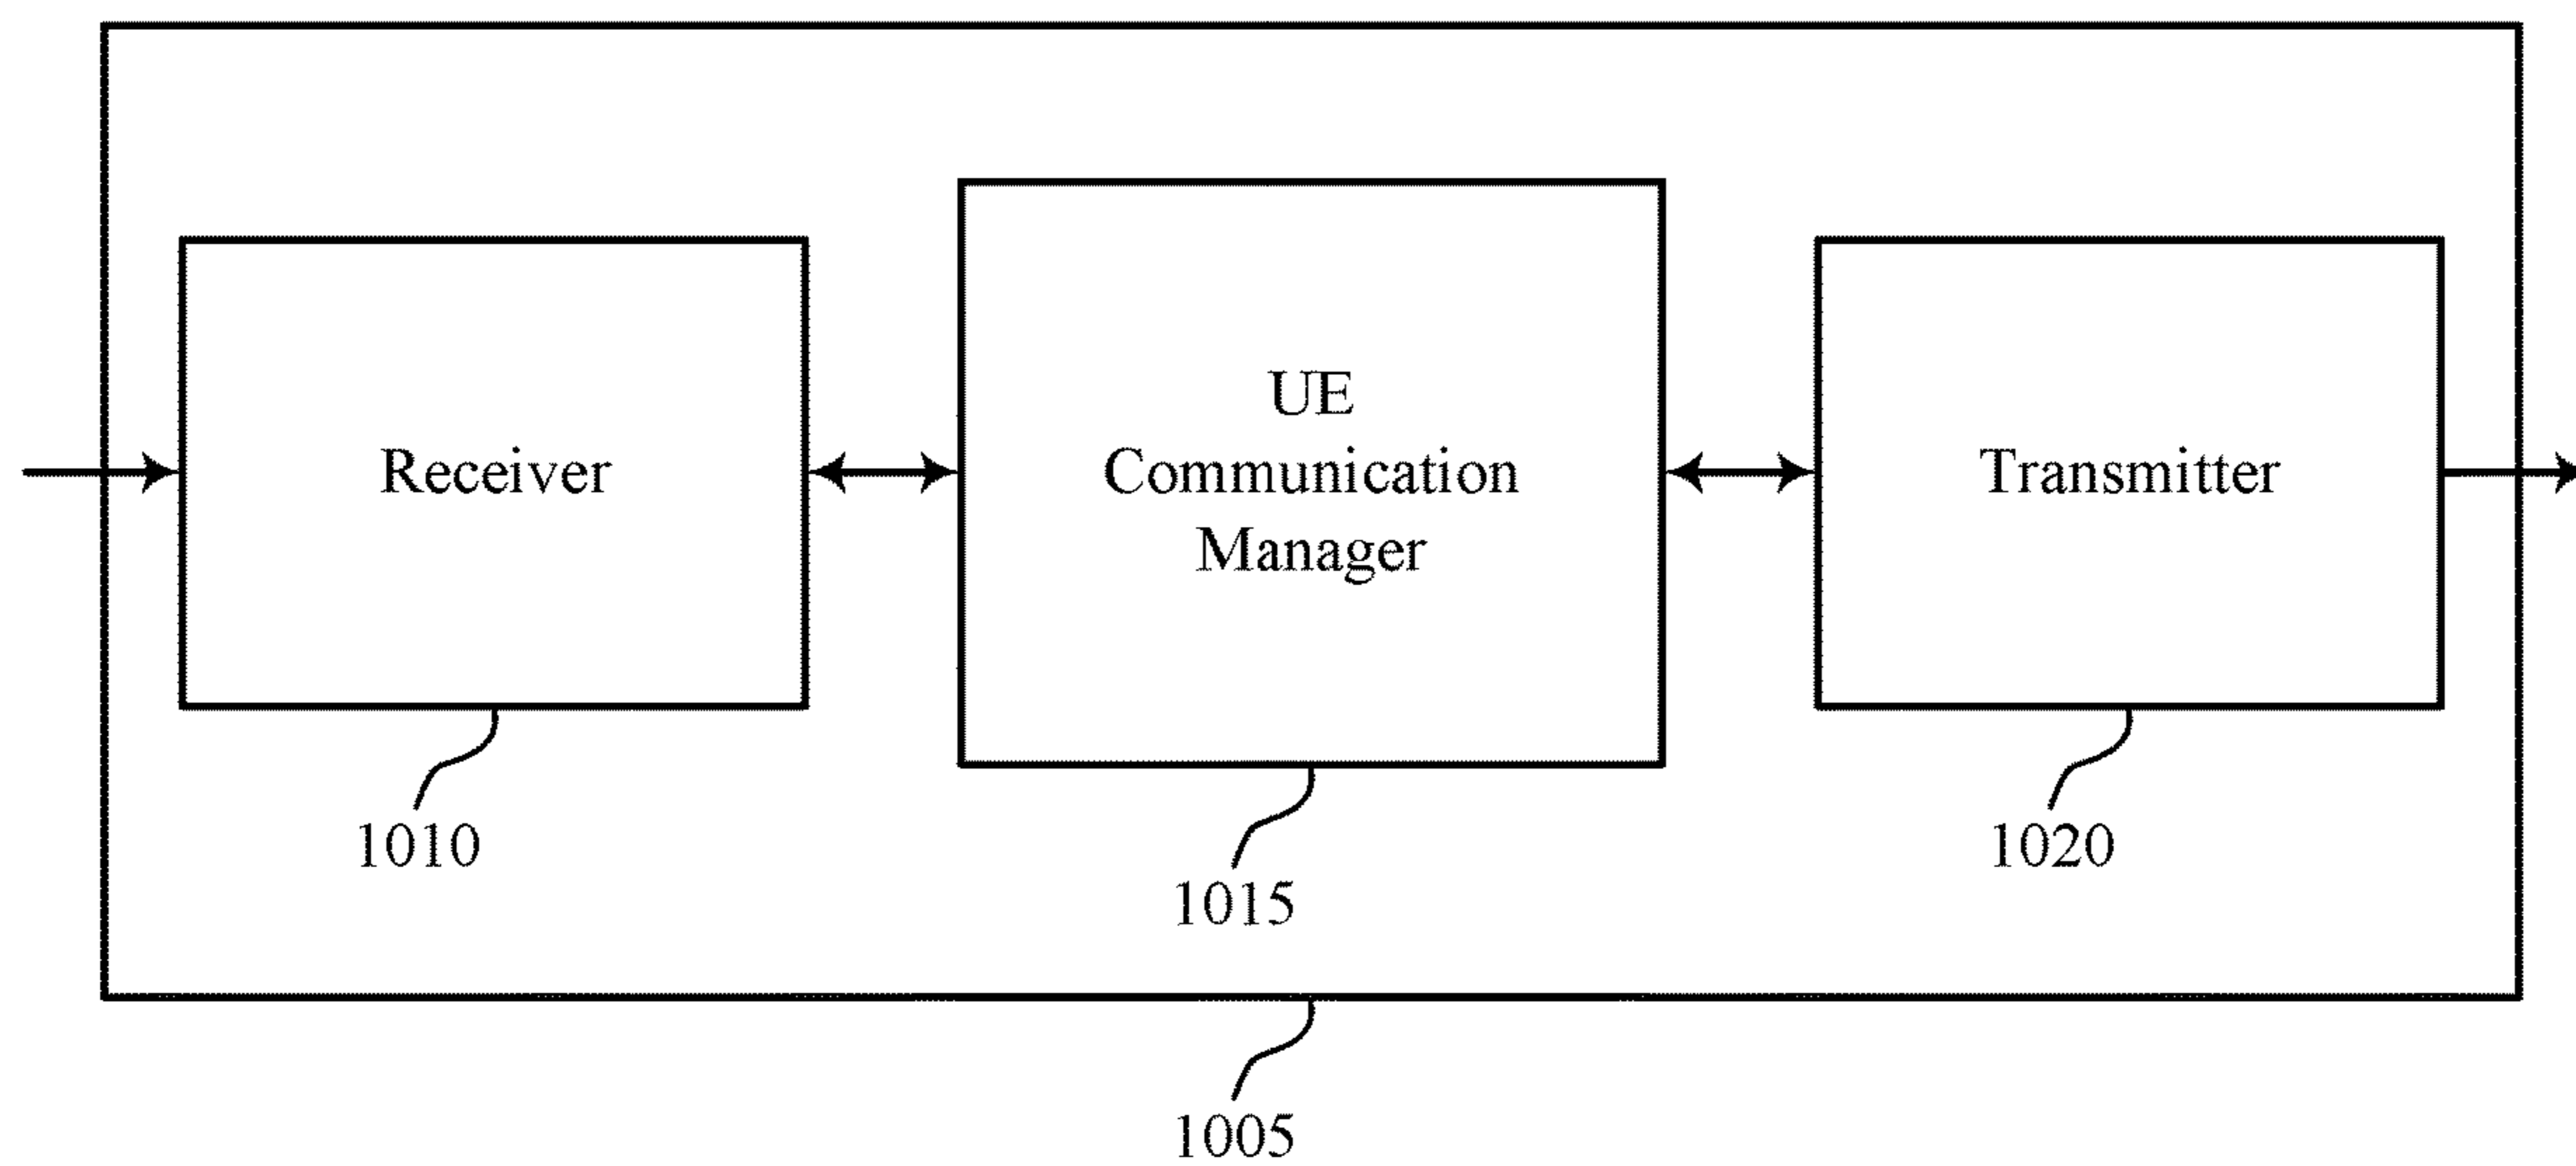 Receiver
UE
Communication
Manager
Transmitter
1010
1015
1020
1005